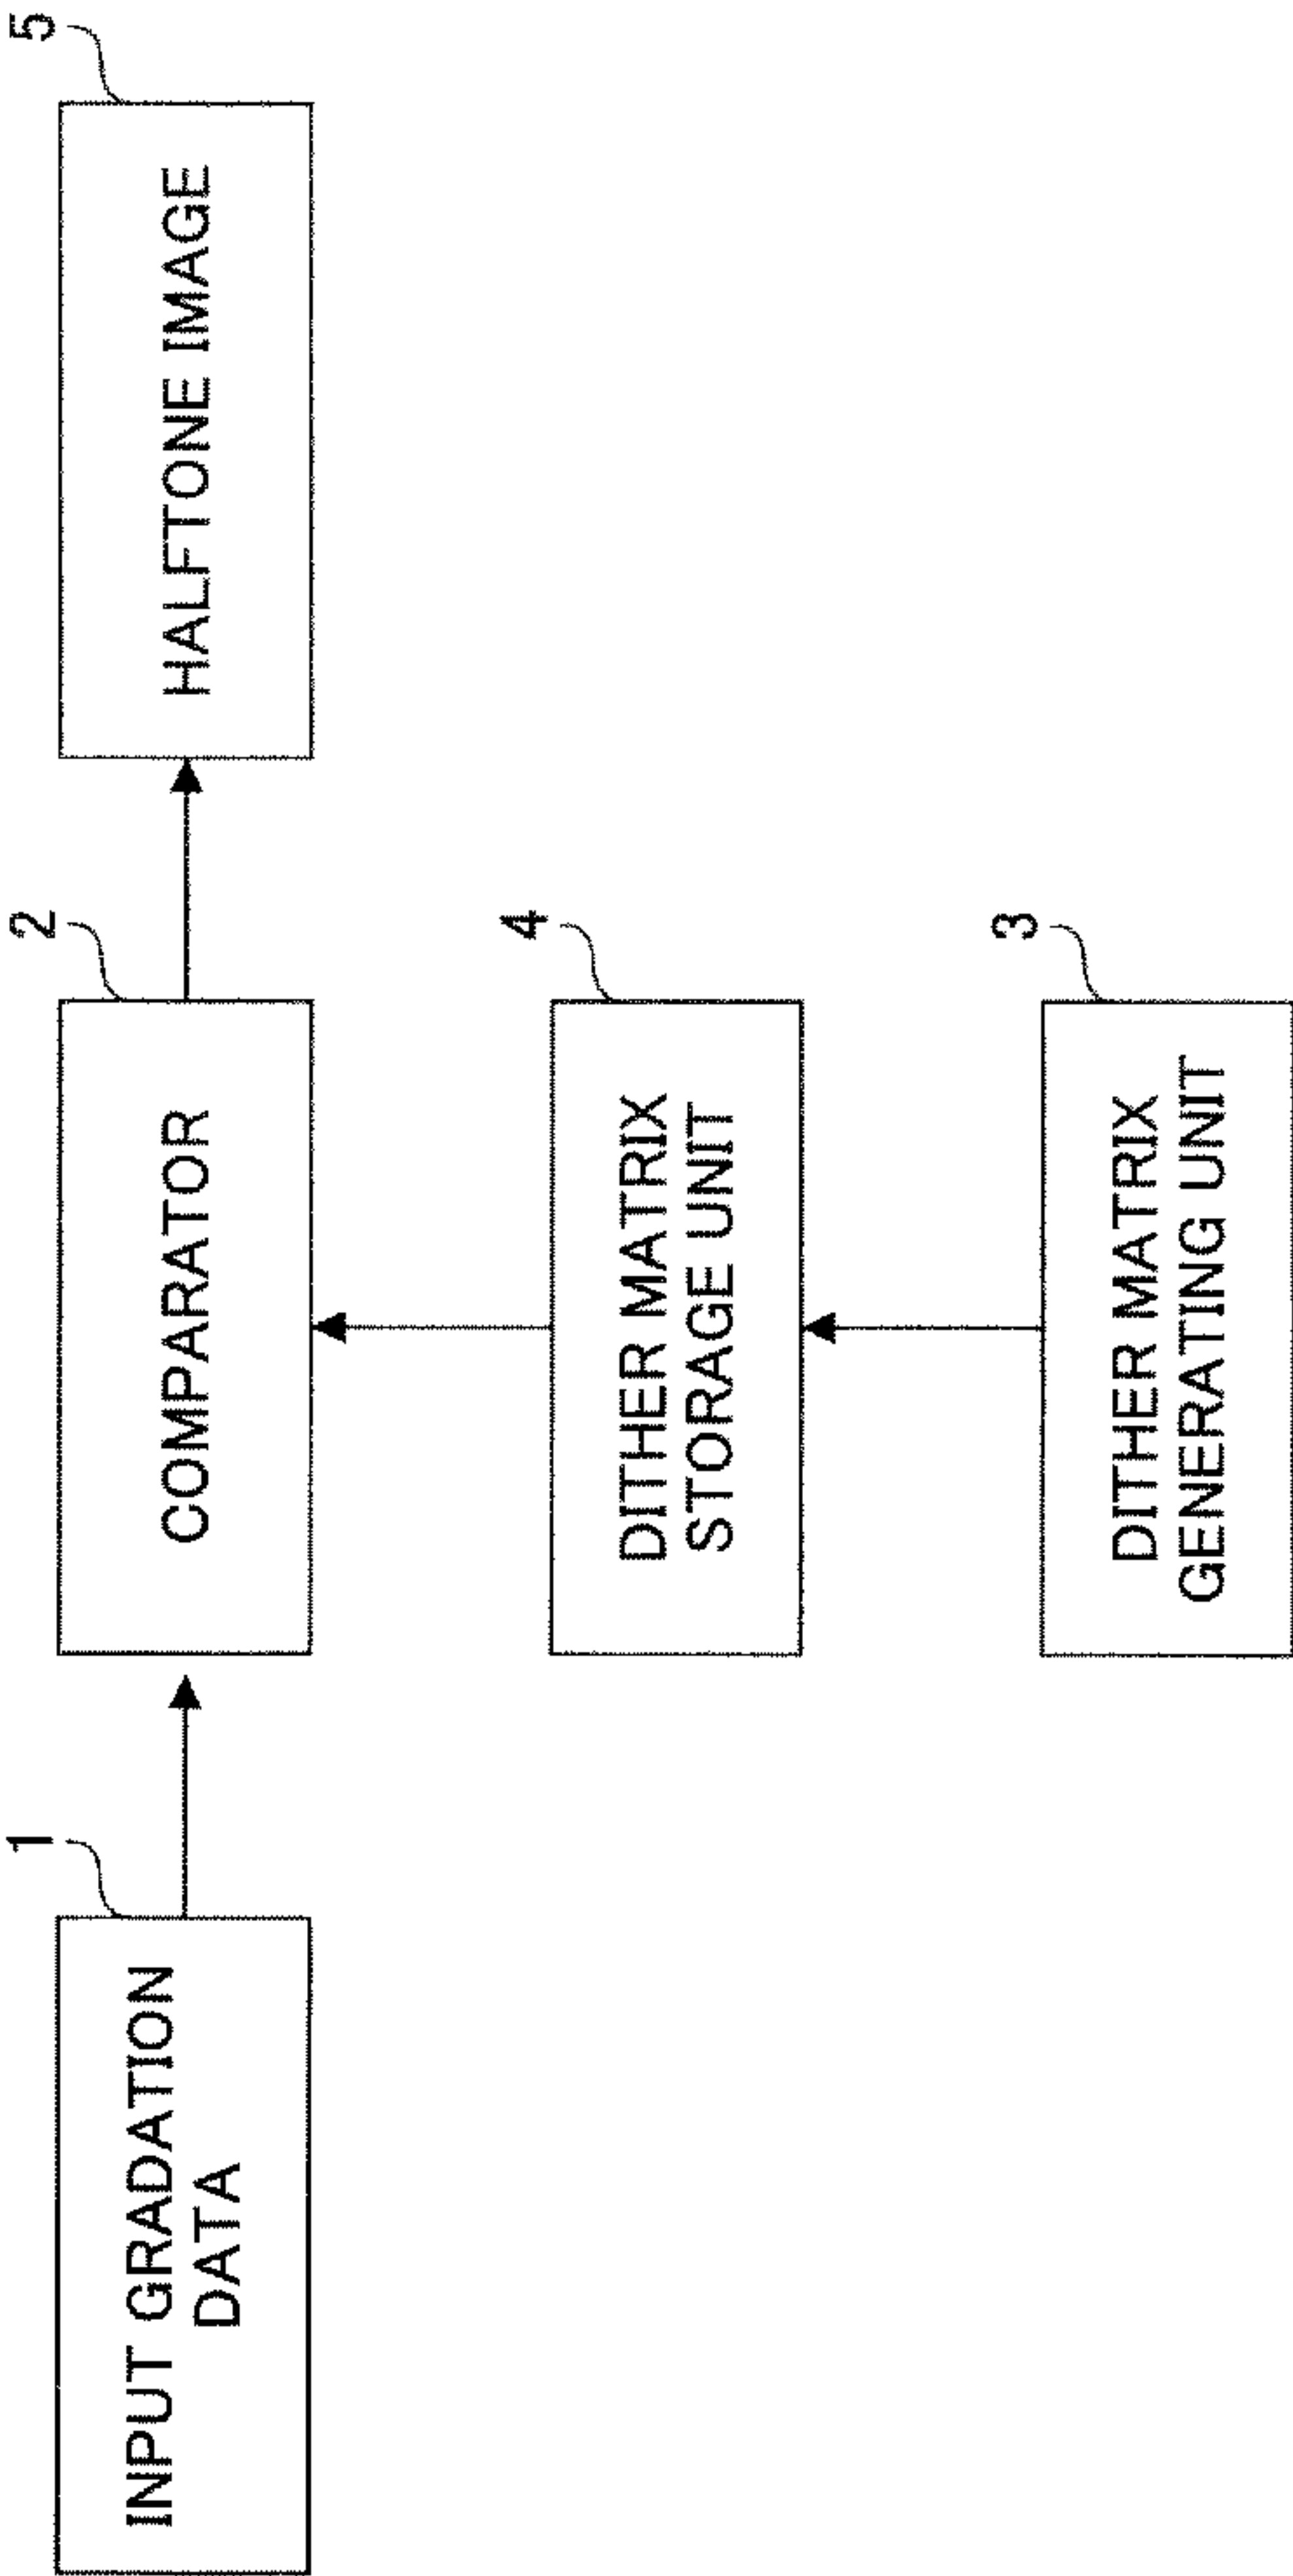 1
INPUT GRADATION
DATA
2
COMPARATOR
5
HALFTONE IMAGE
4
DITHER MATRIX
STORAGE UNIT
3
DITHER MATRIX
GENERATING UNIT